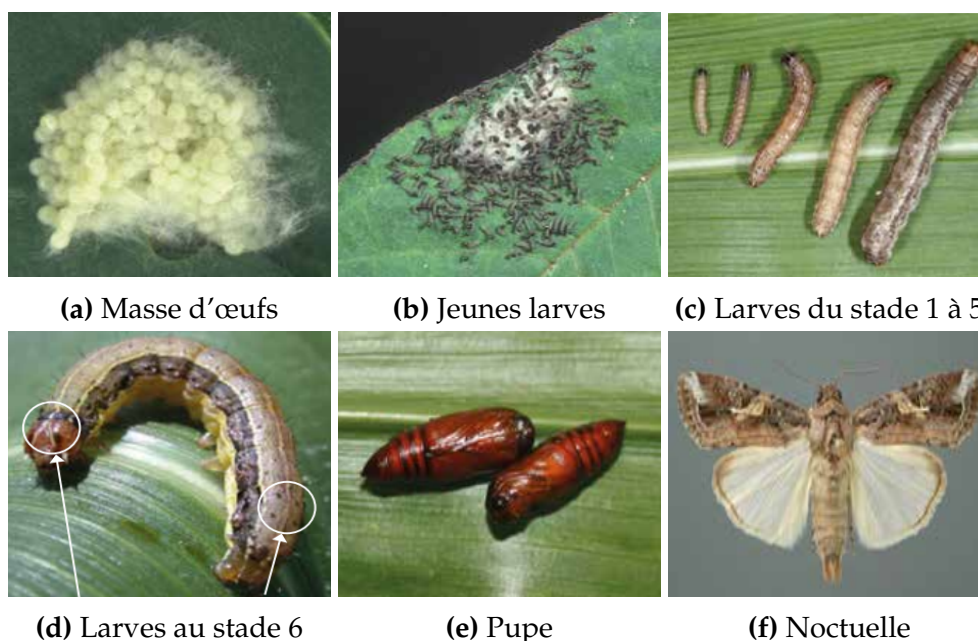 (a) Masse d'œufs
(b) Jeunes larves
(c) Larves du stade 1 à 5
(d) Larves au stade 6
(e) Pupe
(f) Noctuelle